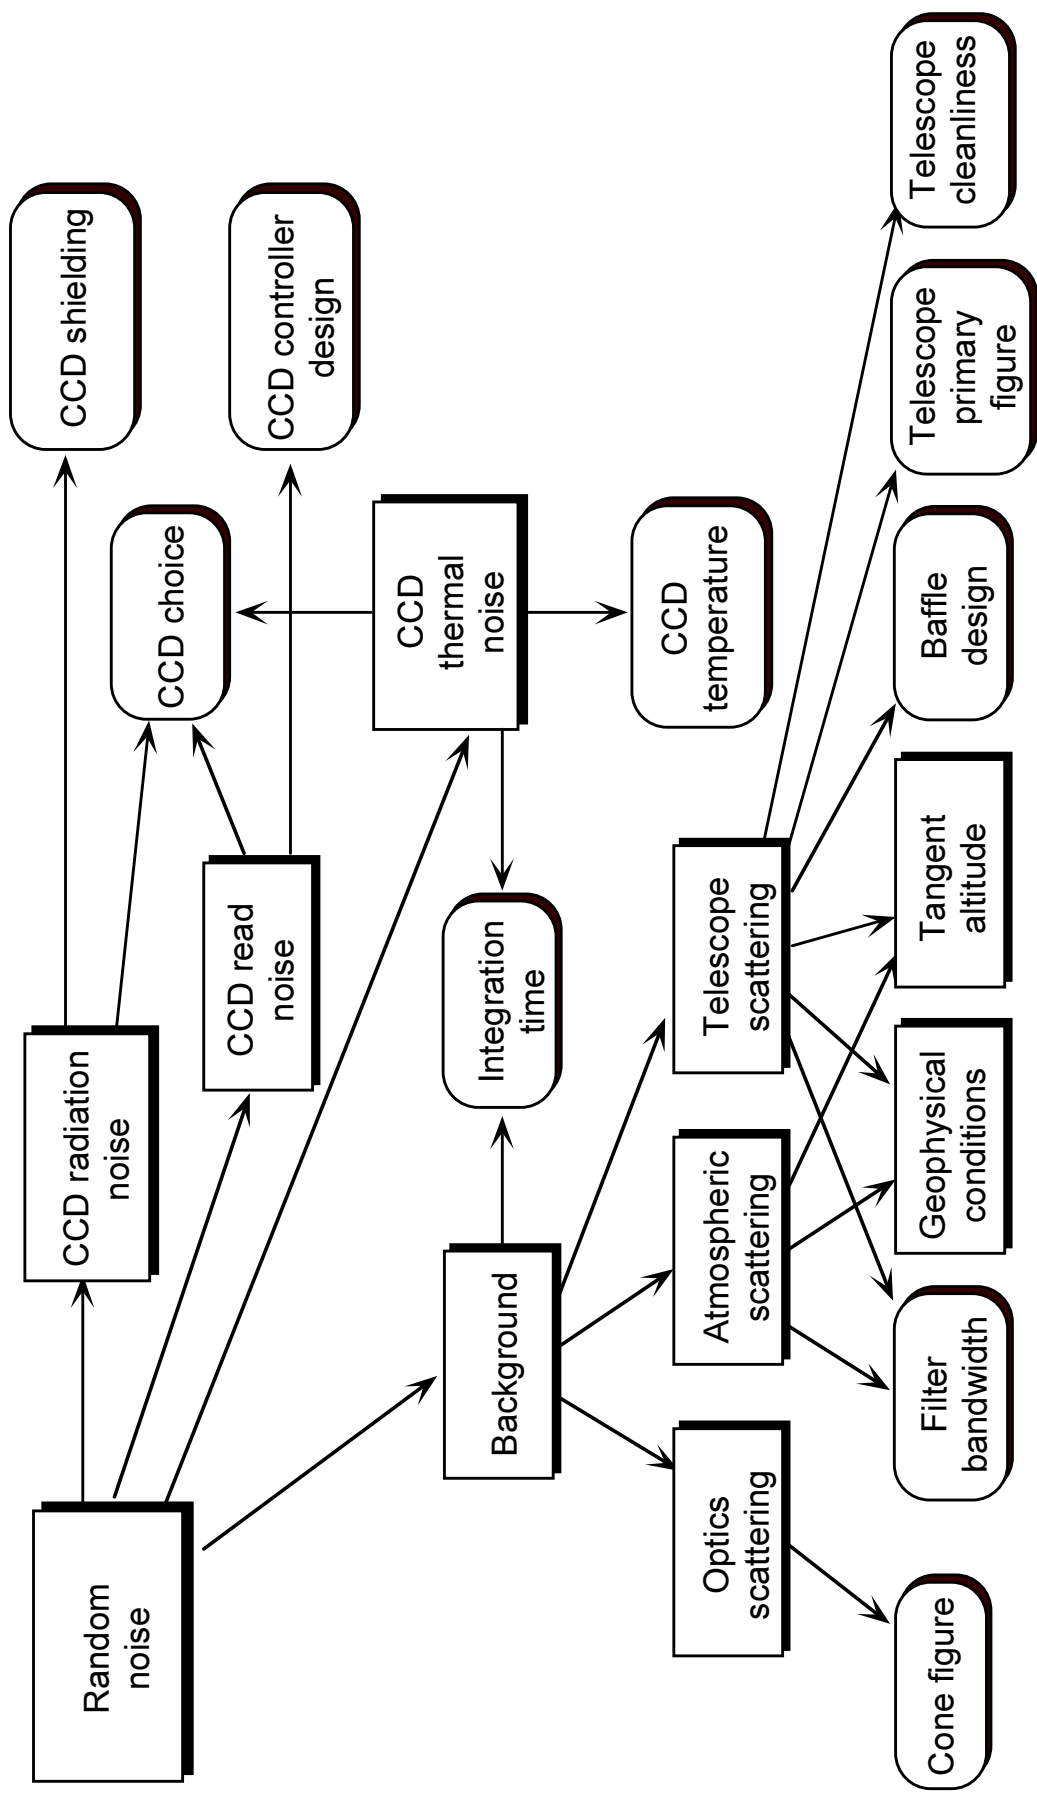 Random
noise
CCD radiation
noise
CCD shielding
CCD choice
CCD read
noise
CCD controller
design
CCD
thermal
noise
Background
Integration
time
CCD
temperature
Optics
scattering
Atmospheric
scattering
Telescope
scattering
Cone figure
Filter
bandwidth
Geophysical
conditions
Tangent
altitude
Baffle
design
Telescope
primary
figure
Telescope
cleanliness